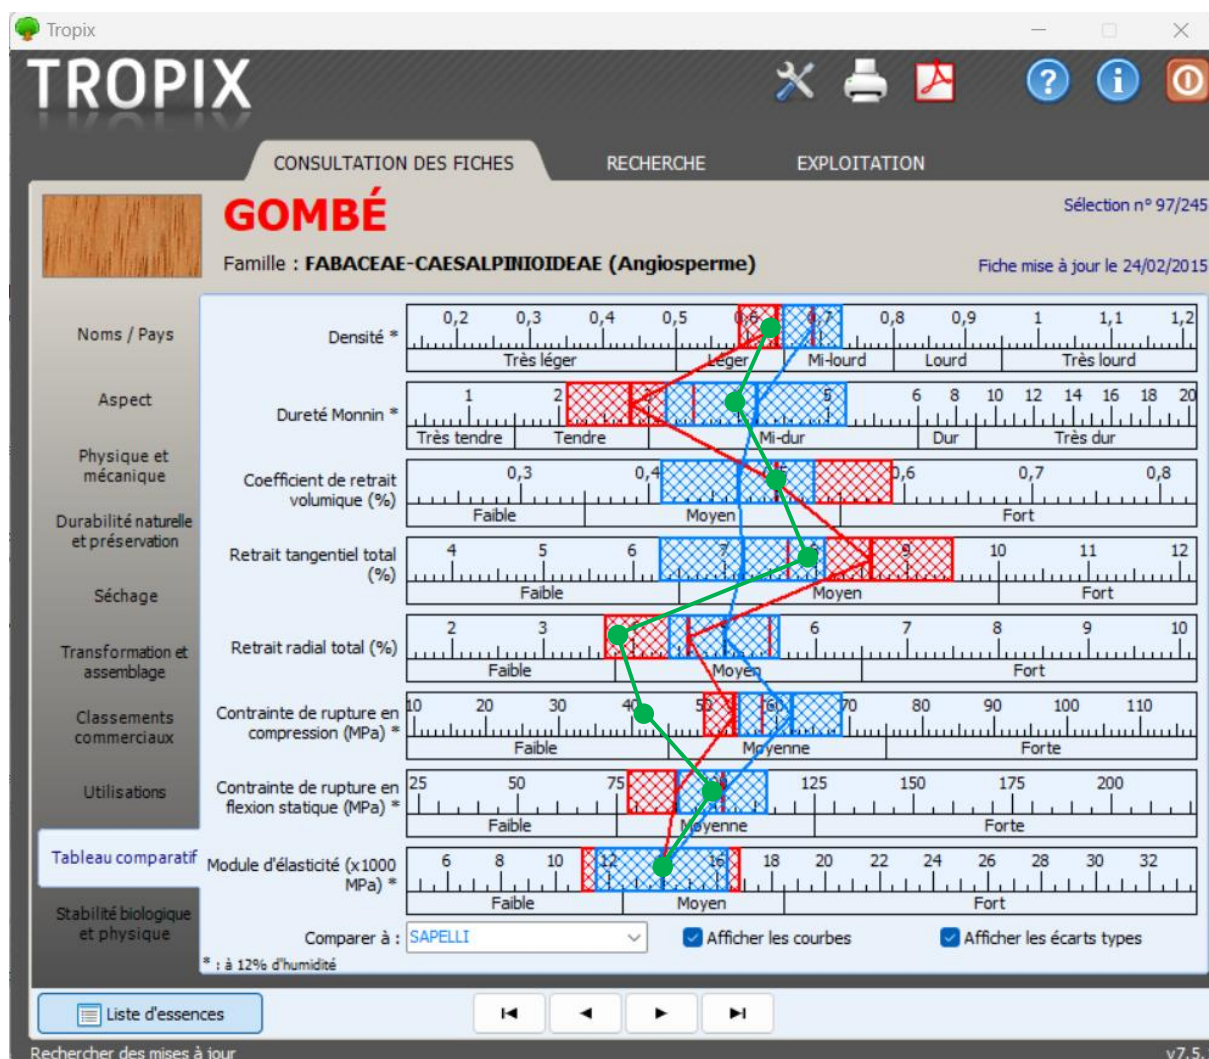 Tropix
TROPIX
CONSULTATION DES FICHES RECHERCHE EXPLOITATION
GOMBÉ
Sélection n° 97/245
Famille : FABACEAE-CAESALPINIOIDEAE (Angiosperme)
Fiche mise à jour le 24/02/2015
Noms / Pays
Aspect
Physique et
mécanique
Durabilité naturelle
et préservation
Séchage
Transformation et
assemblage
Classements
commerciaux
Utilisations
Tableau comparatif
Stabilité biologique
et physique
Densité *
0,2 0,3 0,4 0,5 0,6 0,7 0,8 0,9 1 1,1 1,2
Très léger Léger Mi-lourd Lourd Très lourd
Dureté Monnin *
1 2 3 5 6 8 10 12 14 16 18 20
Très tendre Tendre Mi-dur Dur Très dur
Coefficient de retrait
volumique (%)
0,3 0,4 0,6 0,7 0,8
Faible Moyen Fort
Retrait tangentiel total
(%)
4 5 6 7 8 9 10 11 12
Faible Moyen Fort
Retrait radial total (%)
2 3 6 7 8 9 10
Faible Moyen Fort
Contrainte de rupture en
compression (MPa) *
10 20 30 40 50 60 70 80 90 100 110
Faible Moyenne Forte
Contrainte de rupture en
flexion statique (MPa) *
25 50 75 125 150 175 200
Faible Moyenne Forte
Module d'élasticité (x1000
MPa) *
6 8 10 12 16 18 20 22 24 26 28 30 32
Faible Moyen Fort
Comparer à : SAPELLI Afficher les courbes Afficher les écarts types
* : à 12% d'humidité
Liste d'essences
Rechercher des mises à jour
v7.5.